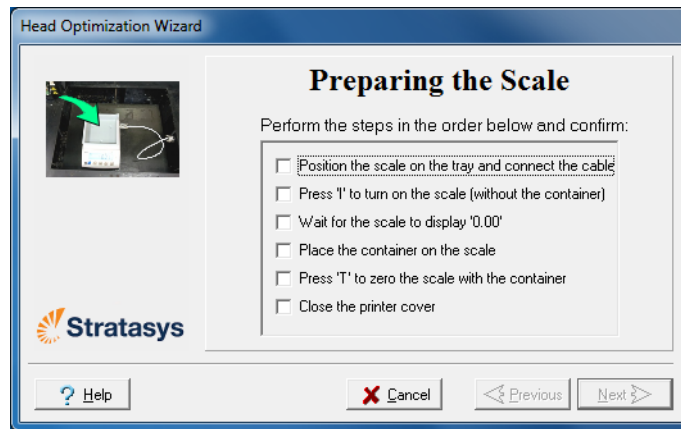 Head Optimization Wizard
Preparing the Scale
Perform the steps in the order below and confirm:
Position the scale on the tray and connect the cable
Press 'I' to turn on the scale (without the container)
Wait for the scale to display '0.00'
Place the container on the scale
Press 'T' to zero the scale with the container
Close the printer cover
Stratasys
? Help
Cancel
Previous
Next